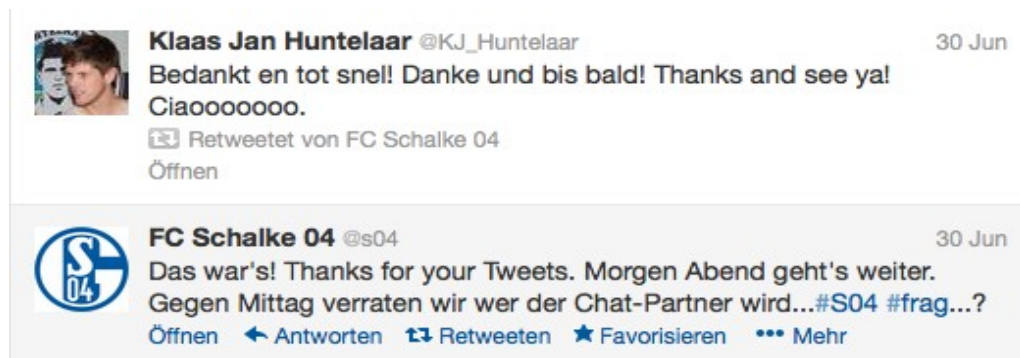 Klaas Jan Huntelaar @KJ_Huntelaar 30 Jun
Bedankt en tot snel! Danke und bis bald! Thanks and see ya!
Ciaooooooo.
Retweetet von FC Schalke 04
Öffnen
FC Schalke 04 @s04 30 Jun
S
04
Das war's! Thanks for your Tweets. Morgen Abend geht's weiter.
Gegen Mittag verraten wir wer der Chat-Partner wird...#S04 #frag...?
Öffnen Antworten Retweeten Favorisieren Mehr